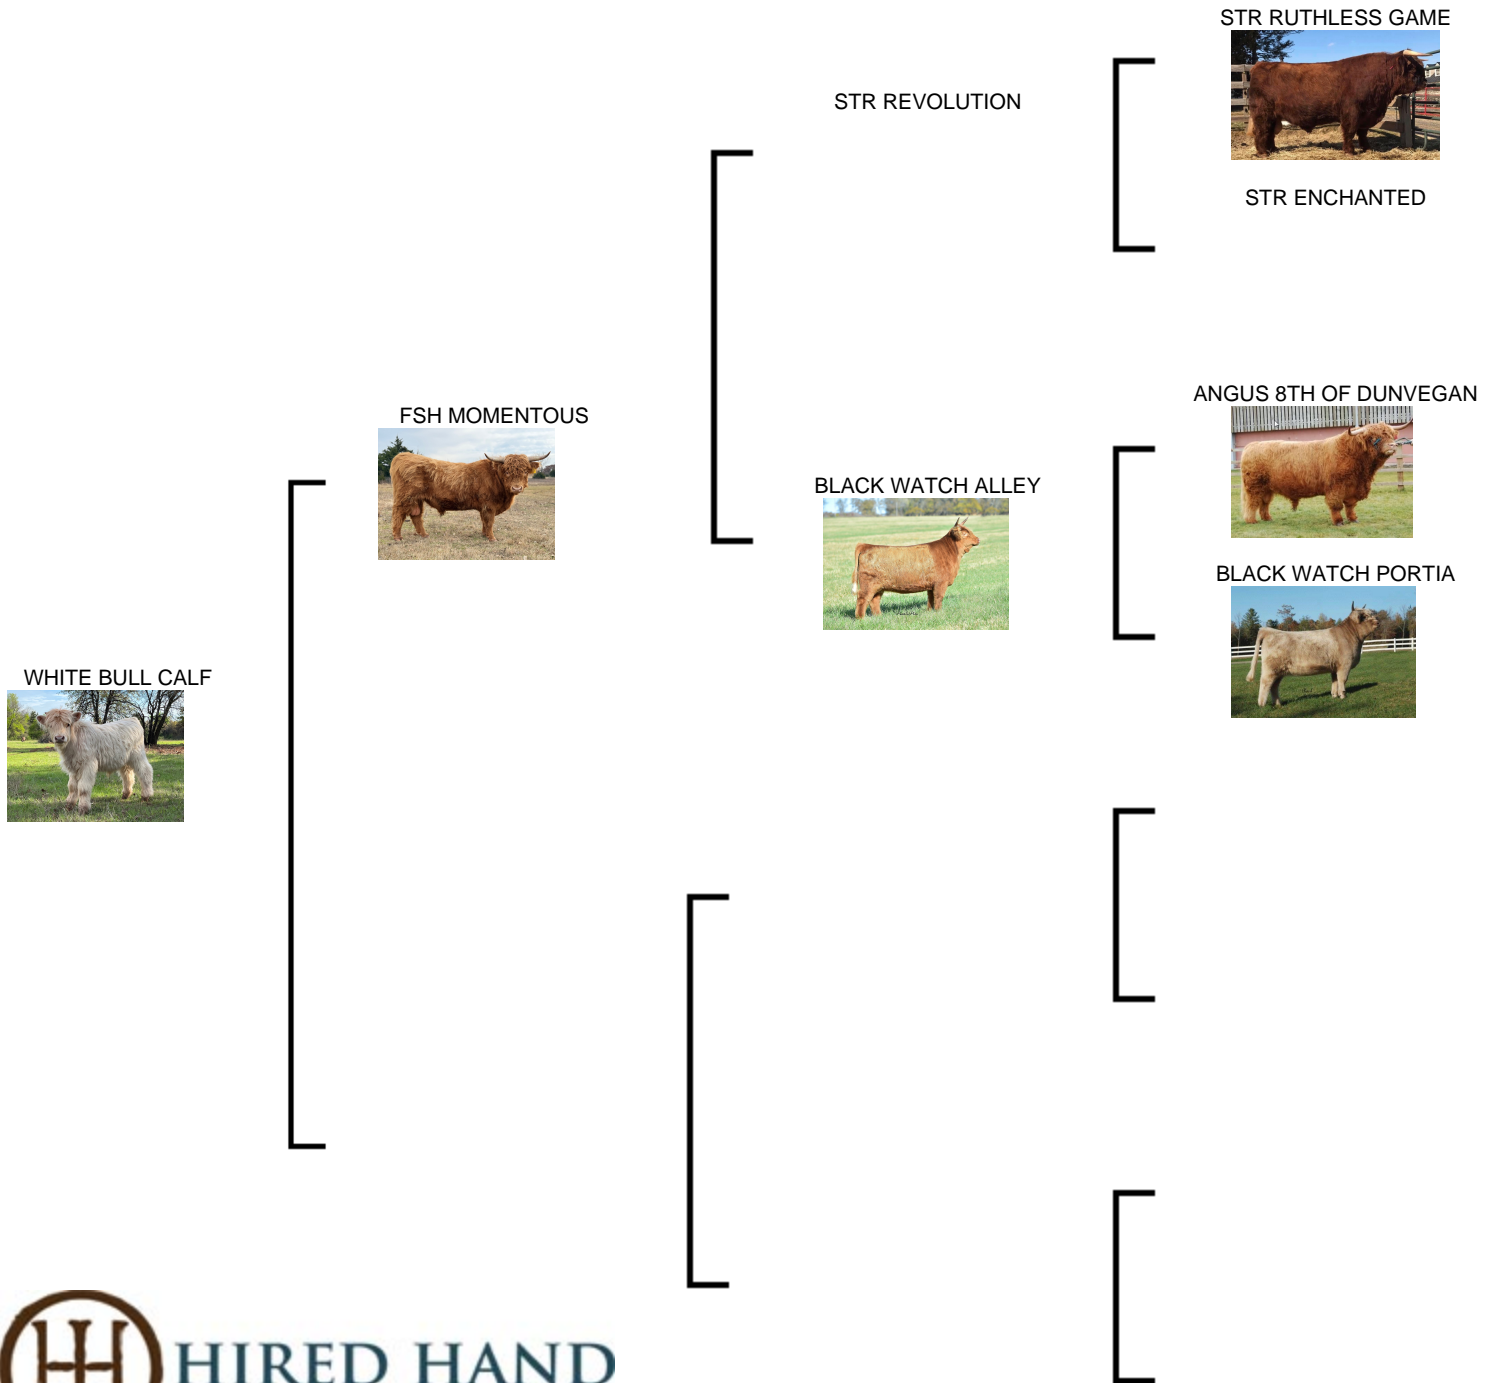 STR RUTHLESS GAME
STR REVOLUTION
STR ENCHANTED
ANGUS 8TH OF DUNVEGAN
FSH MOMENTOUS
BLACK WATCH ALLEY
BLACK WATCH PORTIA
WHITE BULL CALF
HIRED HAND